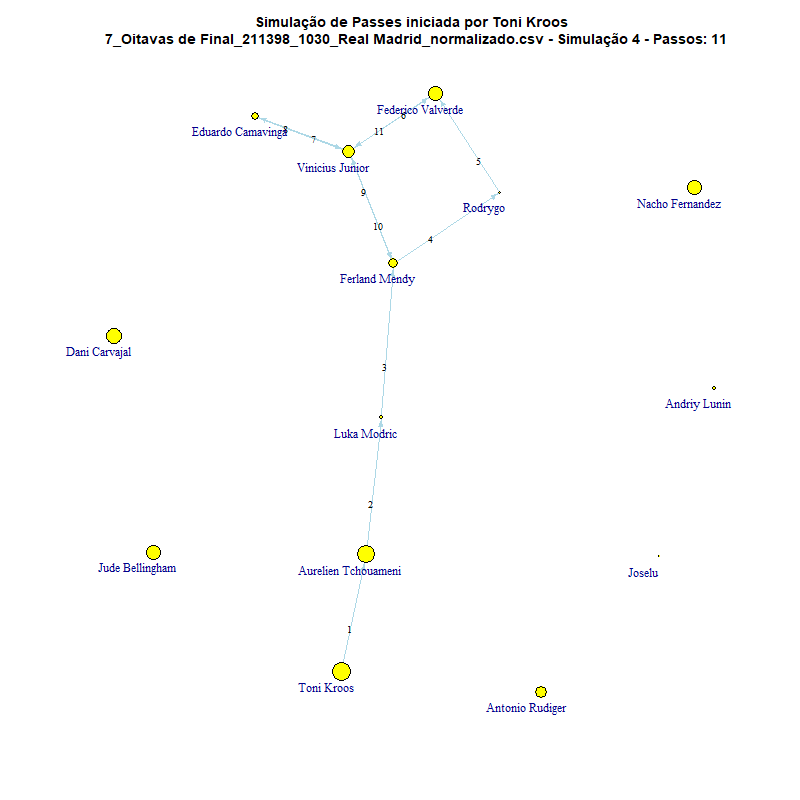 Simulação de Passes iniciada por Toni Kroos
7_Oitavas de Final_211398_1030_Real Madrid_normalizado.csv - Simulação 4 - Passos: 11
Federico Valverde
6
11
Eduardo Camavinga
8
7
Vinicius Junior
5
9
Nacho Fernandez
Rodrygo
10
4
Ferland Mendy
Dani Carvajal
3
Andriy Lunin
Luka Modric
2
Jude Bellingham
Aurelien Tchouameni
Joselu
1
Toni Kroos
Antonio Rudiger